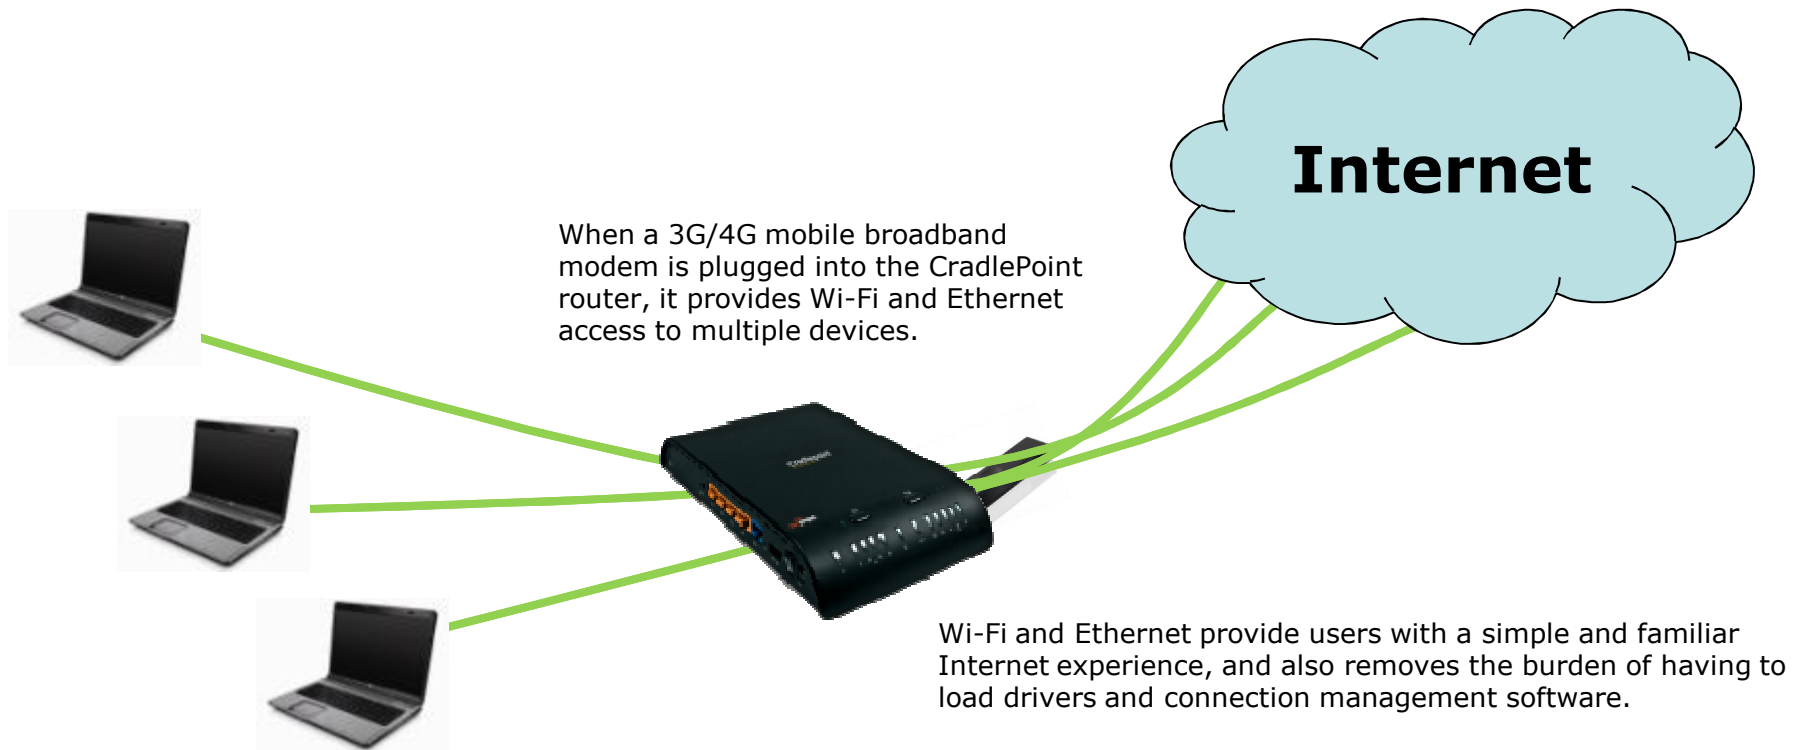 Internet
When a 3G/4G mobile broadband
modem is plugged into the CradlePoint
router, it provides Wi-Fi and Ethernet
access to multiple devices.
cradlepoint
Wi-Fi and Ethernet provide users with a simple and familiar
Internet experience, and also removes the burden of having to
load drivers and connection management software.